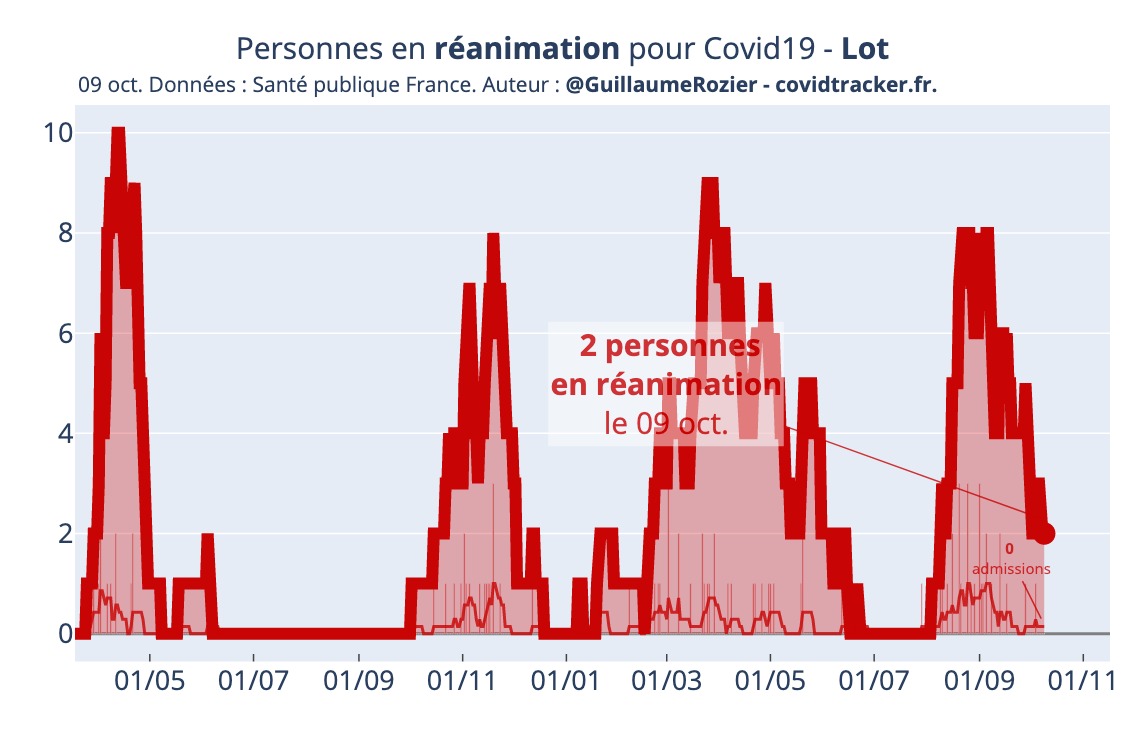 Personnes en réanimation pour Covid19 - Lot
09 oct. Données : Santé publique France. Auteur : @GuillaumeRozier - covidtracker.fr.
10
8
6
4
2
0
2 personnes
en réanimation
le 09 oct.
0
admissions
01/05 01/07 01/09 01/11 01/01 01/03 01/05 01/07 01/09 01/11